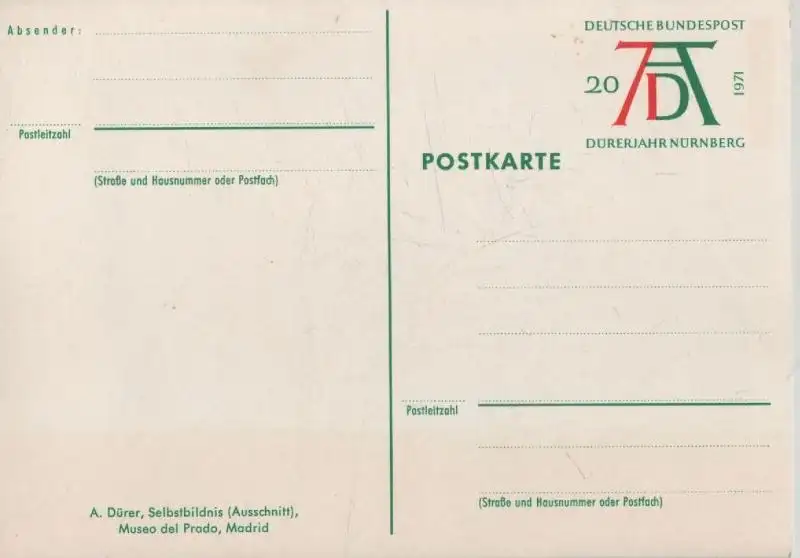 Absender:
Postleitzahl
(Straße und Hausnummer oder Postfach)
A. Dürer, Selbstbildnis (Ausschnitt),
Museo del Prado, Madrid
DEUTSCHE BUNDESPOST
20 AD 1971
DÜRERJAHR NÜRNBERG
POSTKARTE
Postleitzahl
(Straße und Hausnummer oder Postfach)